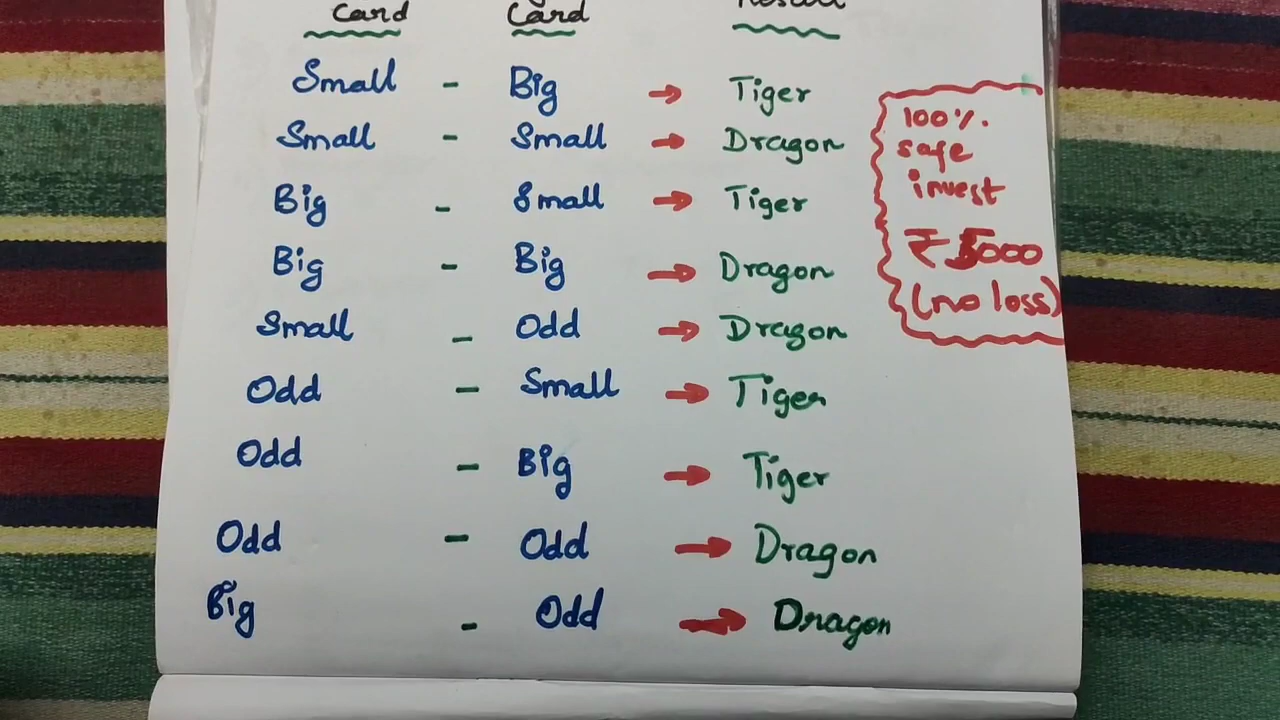 Card Card Result
Small - Big → Tiger
Small - Small → Dragon
Big - Small → Tiger
Big - Big → Dragon
Small - Odd → Dragon
Odd - Small → Tiger
Odd - Big → Tiger
Odd - Odd → Dragon
Big - Odd → Dragon
100%.
safe
invest
₹ 5000
(no loss)